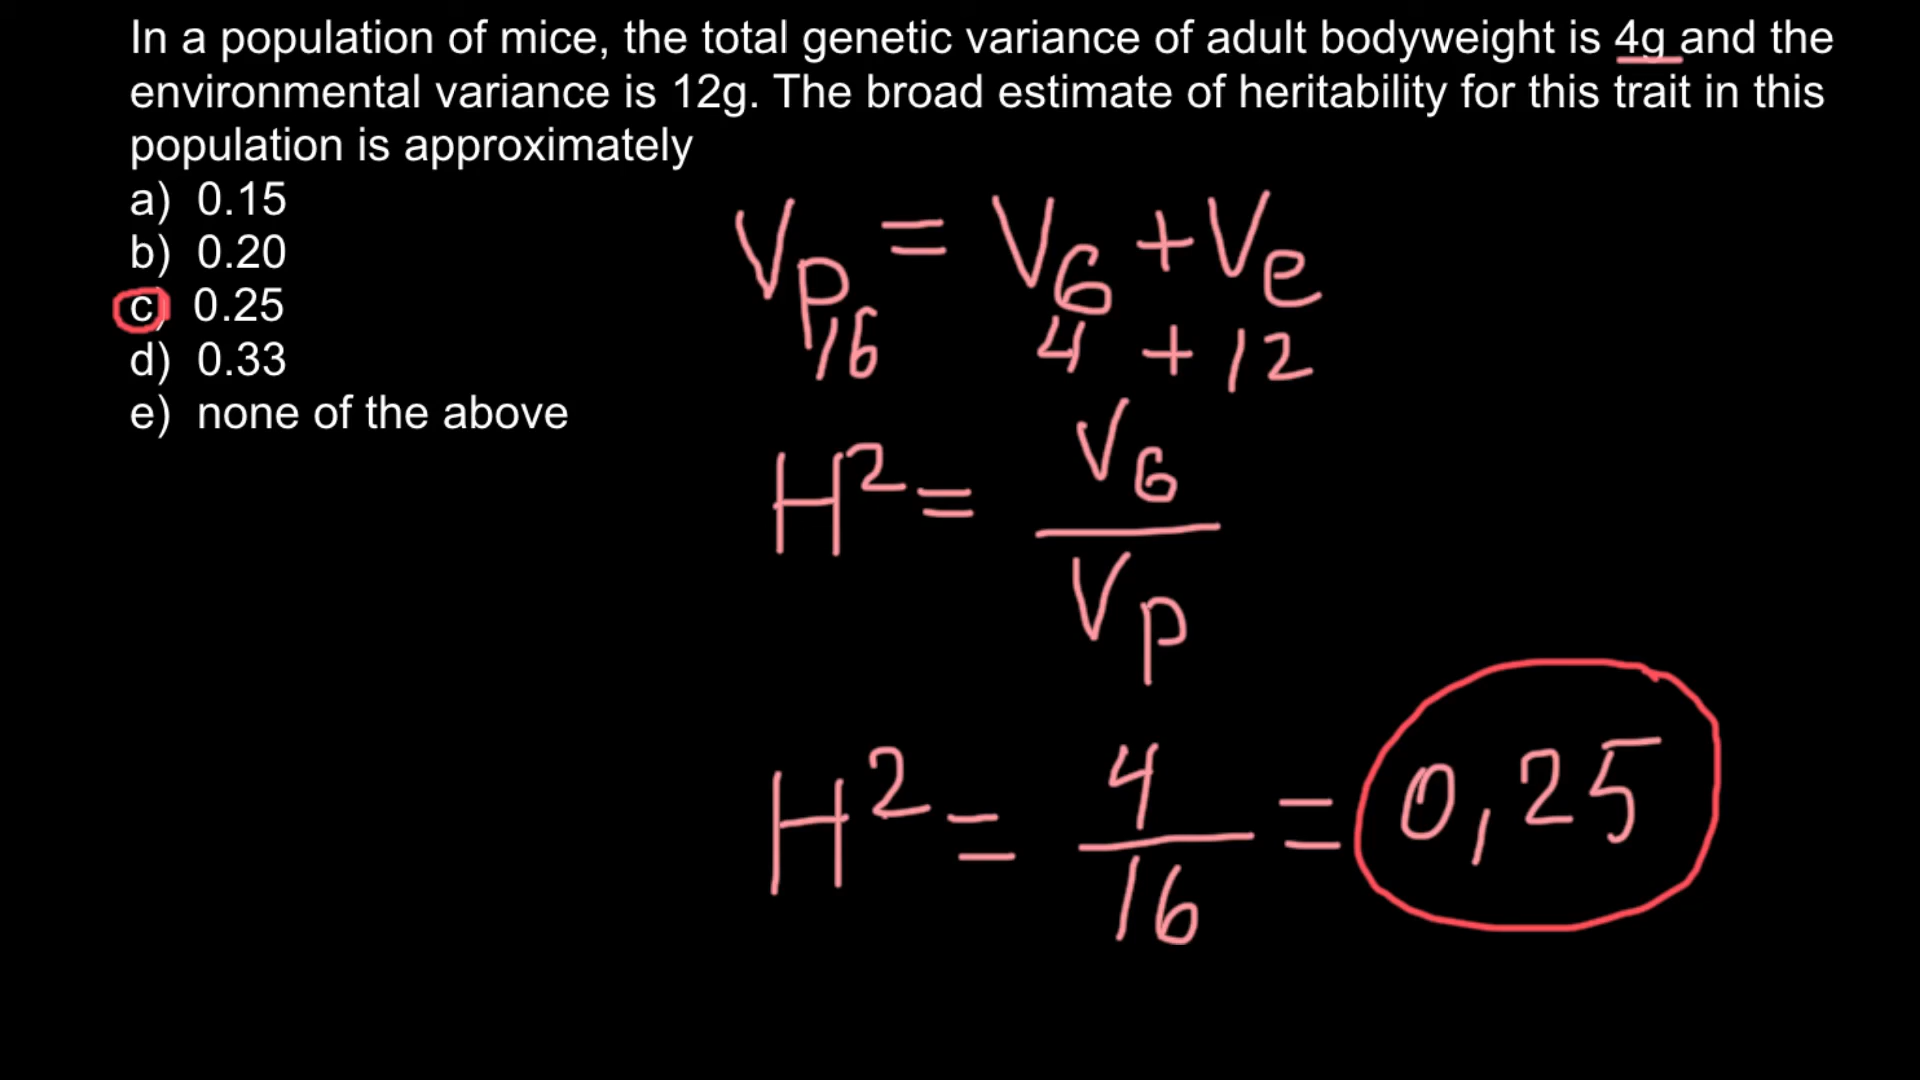 In a population of mice, the total genetic variance of adult bodyweight is 4g and the
environmental variance is 12g. The broad estimate of heritability for this trait in this
population is approximately
a) 0.15
b) 0.20
c) 0.25
d) 0.33
e) none of the above
Vp = VG + Ve
16 4 + 12
H² = VG
Vp
H² = 4 = 0,25
16